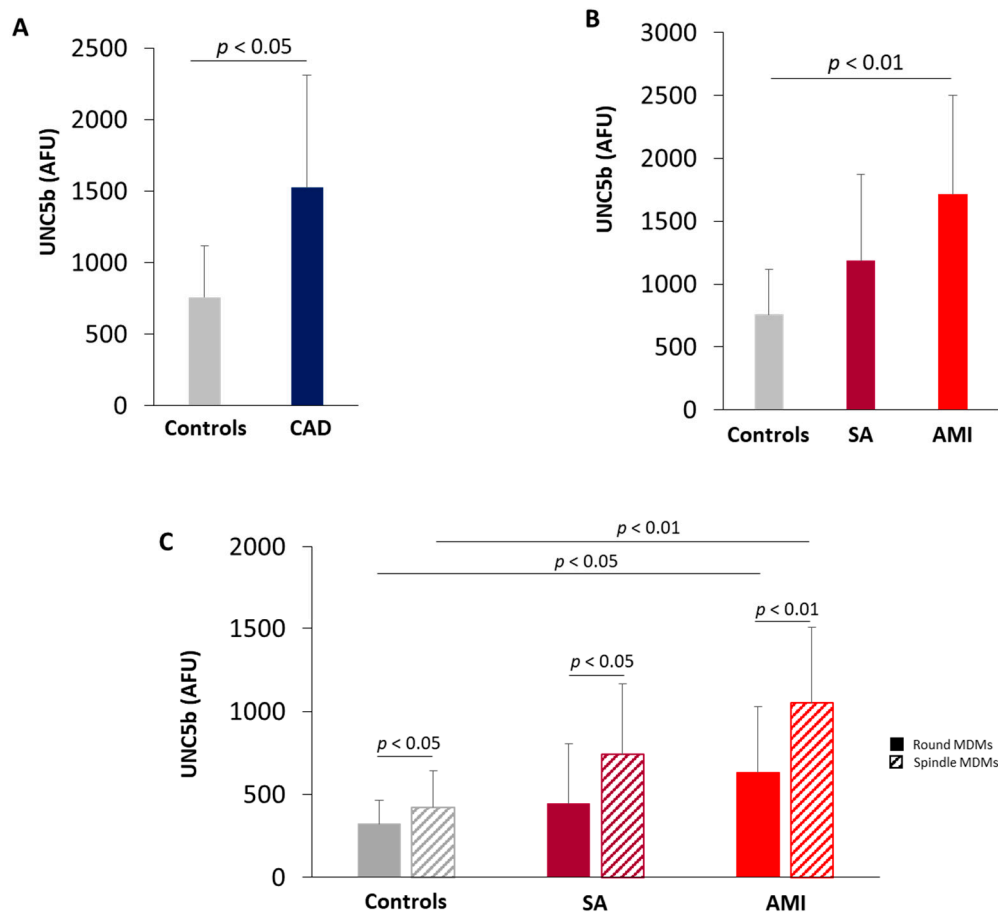 A
p < 0.05
UNC5b (AFU)
2500
2000
1500
1000
500
0
Controls CAD
B
p < 0.01
UNC5b (AFU)
3000
2500
2000
1500
1000
500
0
Controls SA AMI
C
p < 0.01
p < 0.05
p < 0.01
p < 0.05
p < 0.05
UNC5b (AFU)
2000
1500
1000
500
0
Controls SA AMI
Round MDMs
Spindle MDMs